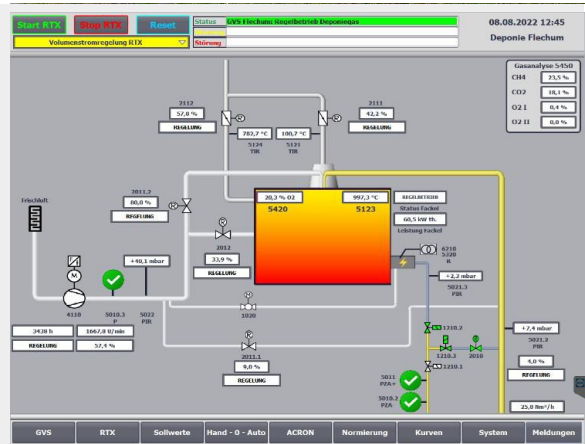 Start RTX
Stop RTX
Reset
Status
GVS Flechum: Regelbetrieb Deponiegas
Störung
Volumenstromregelung RTX
08.08.2022 12:45
Deponie Flechum
Gasanalyse 5450
CH4 23,5 %
CO2 18,1 %
O2 I 0,4 %
O2 II 0,0 %
2112
57,8 %
REGELUNG
2111
42,2 %
REGELUNG
782,7 °C
5124
TIR
100,7 °C
5121
TIR
2011.2
00,0 %
REGELUNG
Frischluft
20,3 % O2
5420
997,3 °C
5123
REGELBETRIEB
Status Fackel
60,5 kW th.
Leistung Fackel
2012
33,9 %
REGELUNG
6210
5320
+2,2 mbar
5021.3
PIR
+40,1 mbar
5022
PIR
M
4110
5010.3
P
3438 h
1667,0 U/min
REGELUNG
57,4 %
1020
2011.1
9,0 %
REGELUNG
1210.2
1210.3
2010
1210.1
+7,4 mbar
5021.2
PIR
4,0 %
REGELUNG
5011
PZA+
5010.2
PZA
25,0 Nm³/h
GVS
RTX
Sollwerte
Hand - 0 - Auto
ACRON
Normierung
Kurven
System
Meldungen